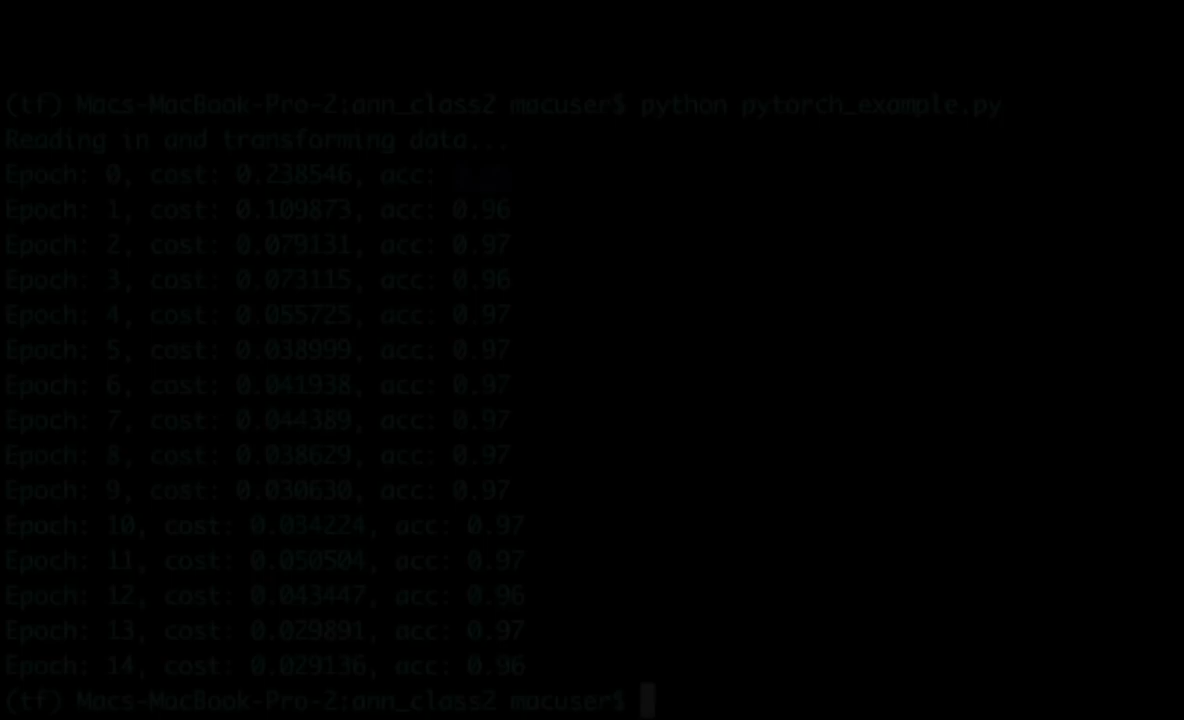 (tf) Macs-MacBook-Pro-2:ann_class2 macuser$ python pytorch_example.py
Reading in and transforming data...
Epoch: 0, cost: 0.238546, acc:
Epoch: 1, cost: 0.109873, acc: 0.96
Epoch: 2, cost: 0.079131, acc: 0.97
Epoch: 3, cost: 0.073115, acc: 0.96
Epoch: 4, cost: 0.055725, acc: 0.97
Epoch: 5, cost: 0.038999, acc: 0.97
Epoch: 6, cost: 0.041938, acc: 0.97
Epoch: 7, cost: 0.044389, acc: 0.97
Epoch: 8, cost: 0.038629, acc: 0.97
Epoch: 9, cost: 0.030630, acc: 0.97
Epoch: 10, cost: 0.034224, acc: 0.97
Epoch: 11, cost: 0.050504, acc: 0.97
Epoch: 12, cost: 0.043447, acc: 0.96
Epoch: 13, cost: 0.029891, acc: 0.97
Epoch: 14, cost: 0.029136, acc: 0.96
(tf) Macs-MacBook-Pro-2:ann_class2 macuser$